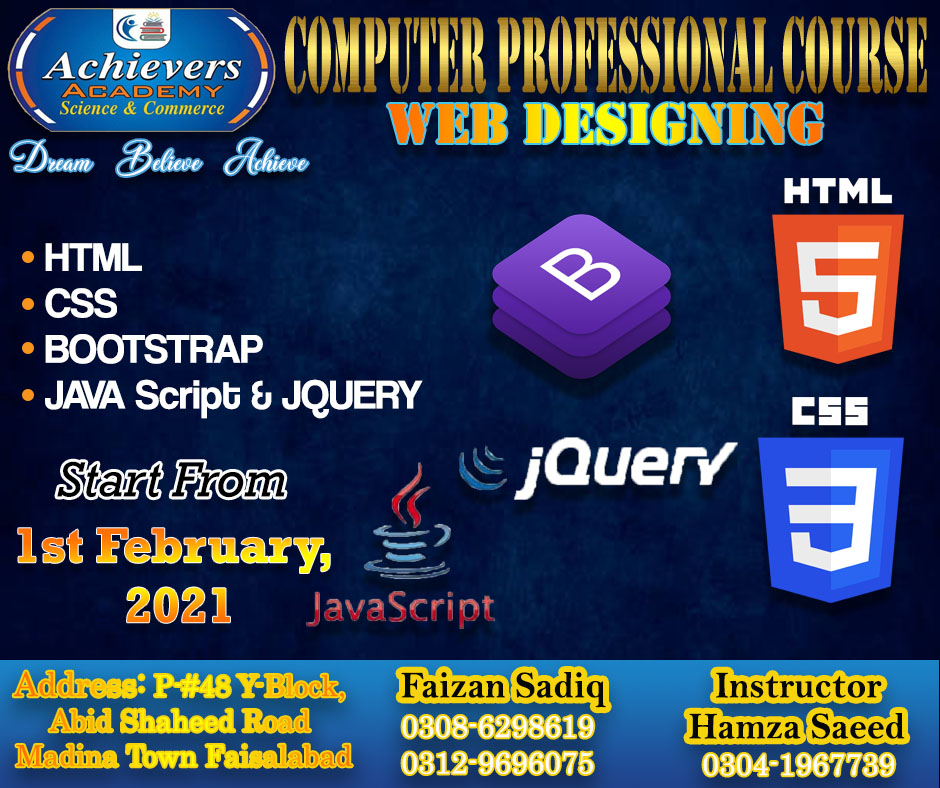 Achievers
ACADEMY
Science & Commerce
Dream Believe Achieve
COMPUTER PROFESSIONAL COURSE
WEB DESIGNING
• HTML
• CSS
• BOOTSTRAP
• JAVA Script & JQUERY
B
HTML
5
CSS
3
jQuery
JavaScript
Start From
1st February,
2021
Address: P-#48 Y-Block,
Abid Shaheed Road
Madina Town Faisalabad
Faizan Sadiq
0308-6298619
0312-9696075
Instructor
Hamza Saeed
0304-1967739